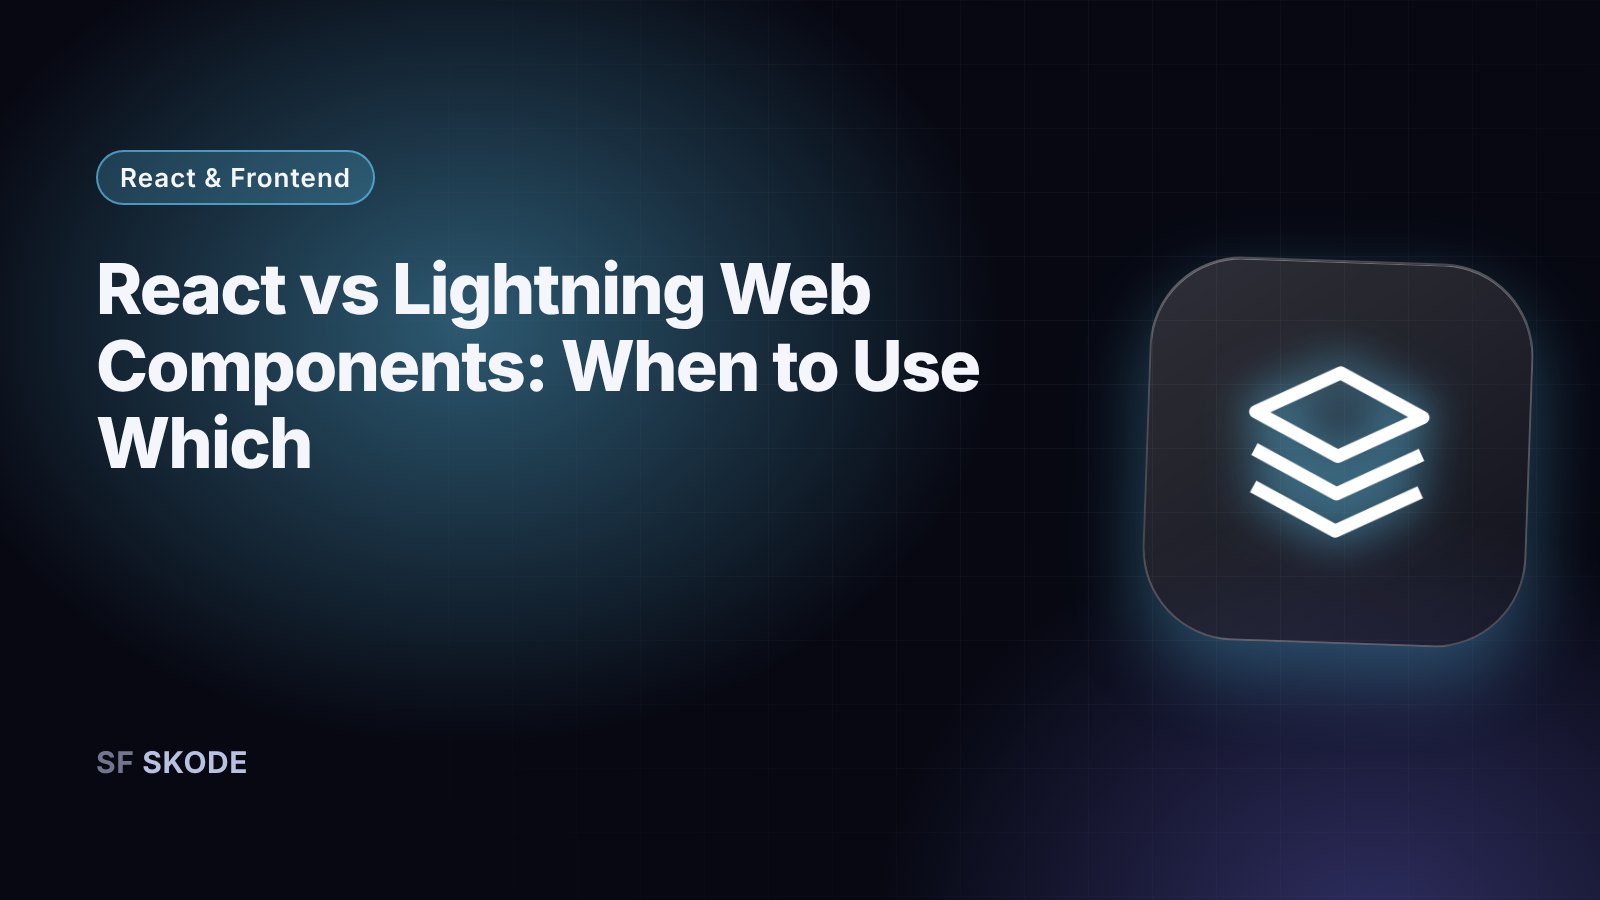 React & Frontend
React vs Lightning Web
Components: When to Use
Which
SF SKODE